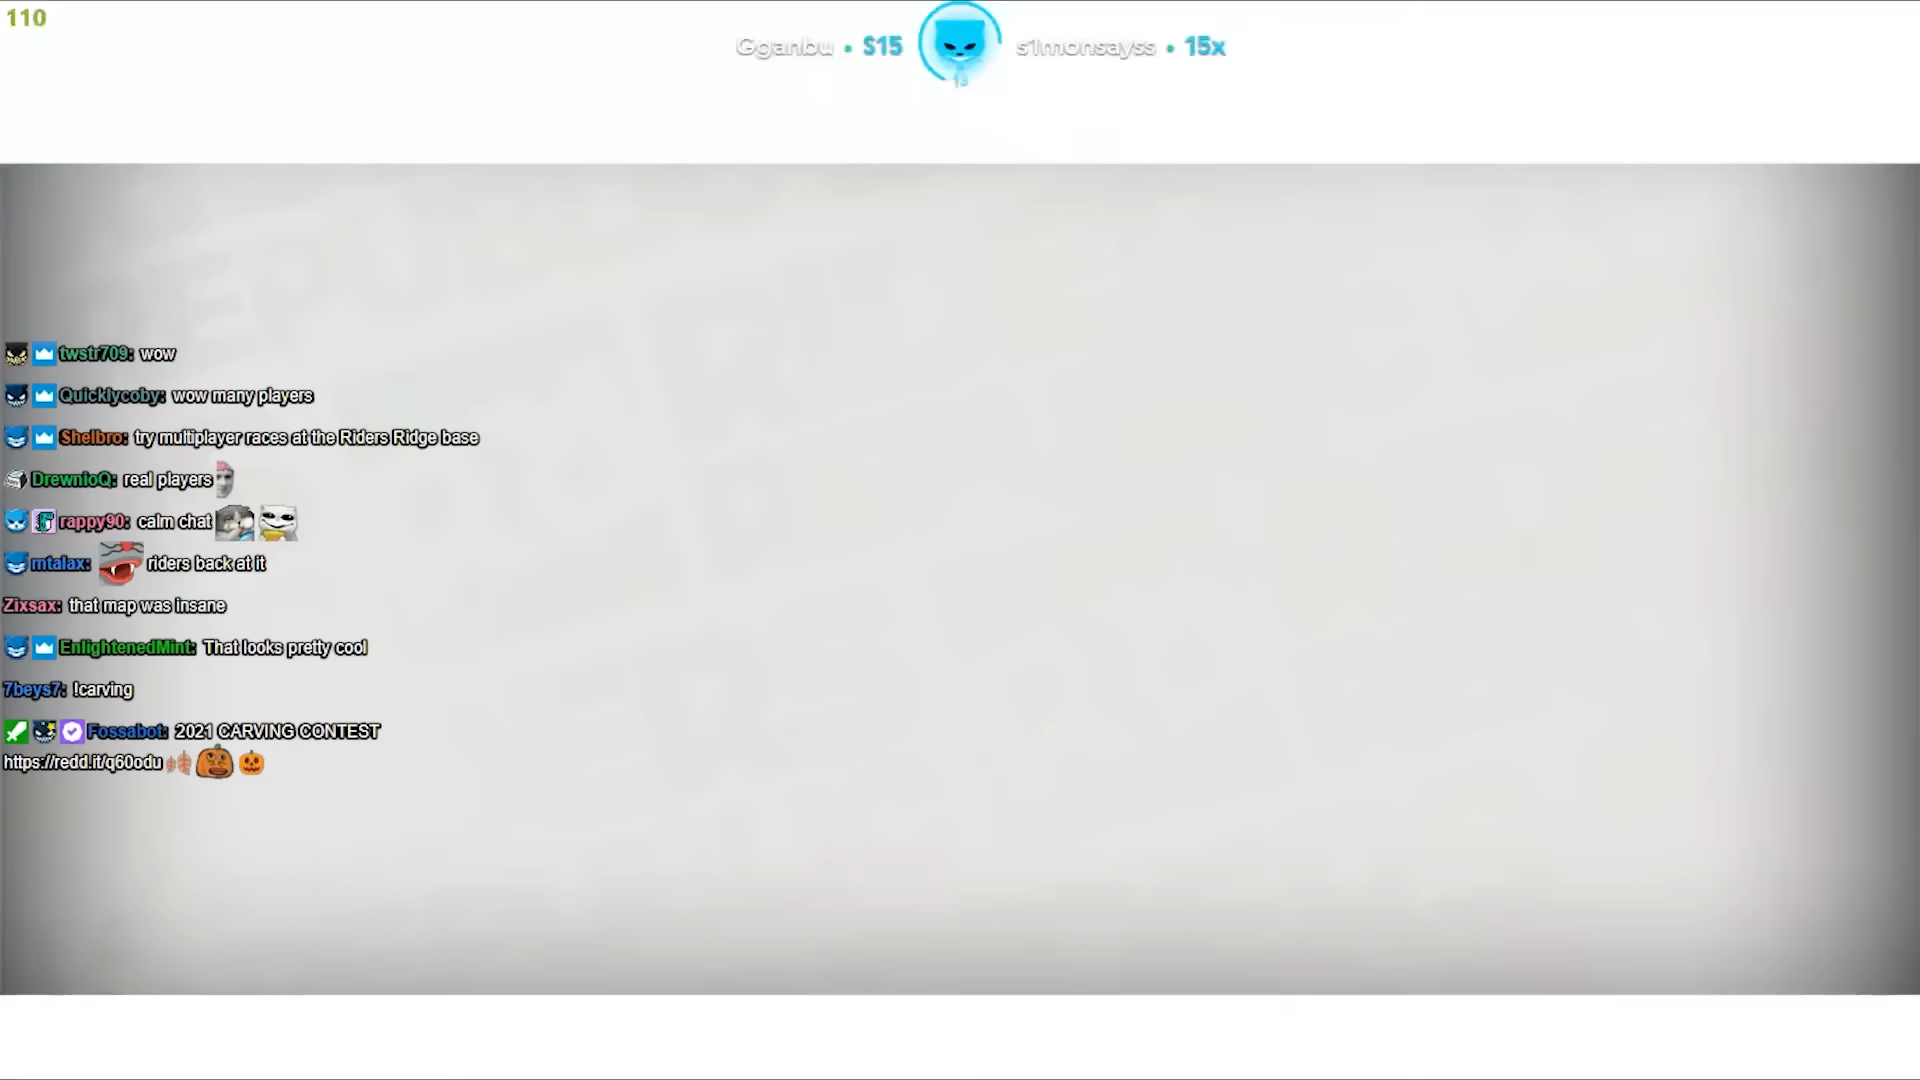 110
Gganbu • $15
s1monsayss • 15x
13
twstr709: wow
Quicklycoby: wow many players
Shelbro: try multiplayer races at the Riders Ridge base
DrewnioQ: real players
rappy90: calm chat
mtalax: riders back at it
Zixsax: that map was insane
EnlightenedMint: That looks pretty cool
7beys7: !carving
Fossabot: 2021 CARVING CONTEST
https://redd.it/q60odu